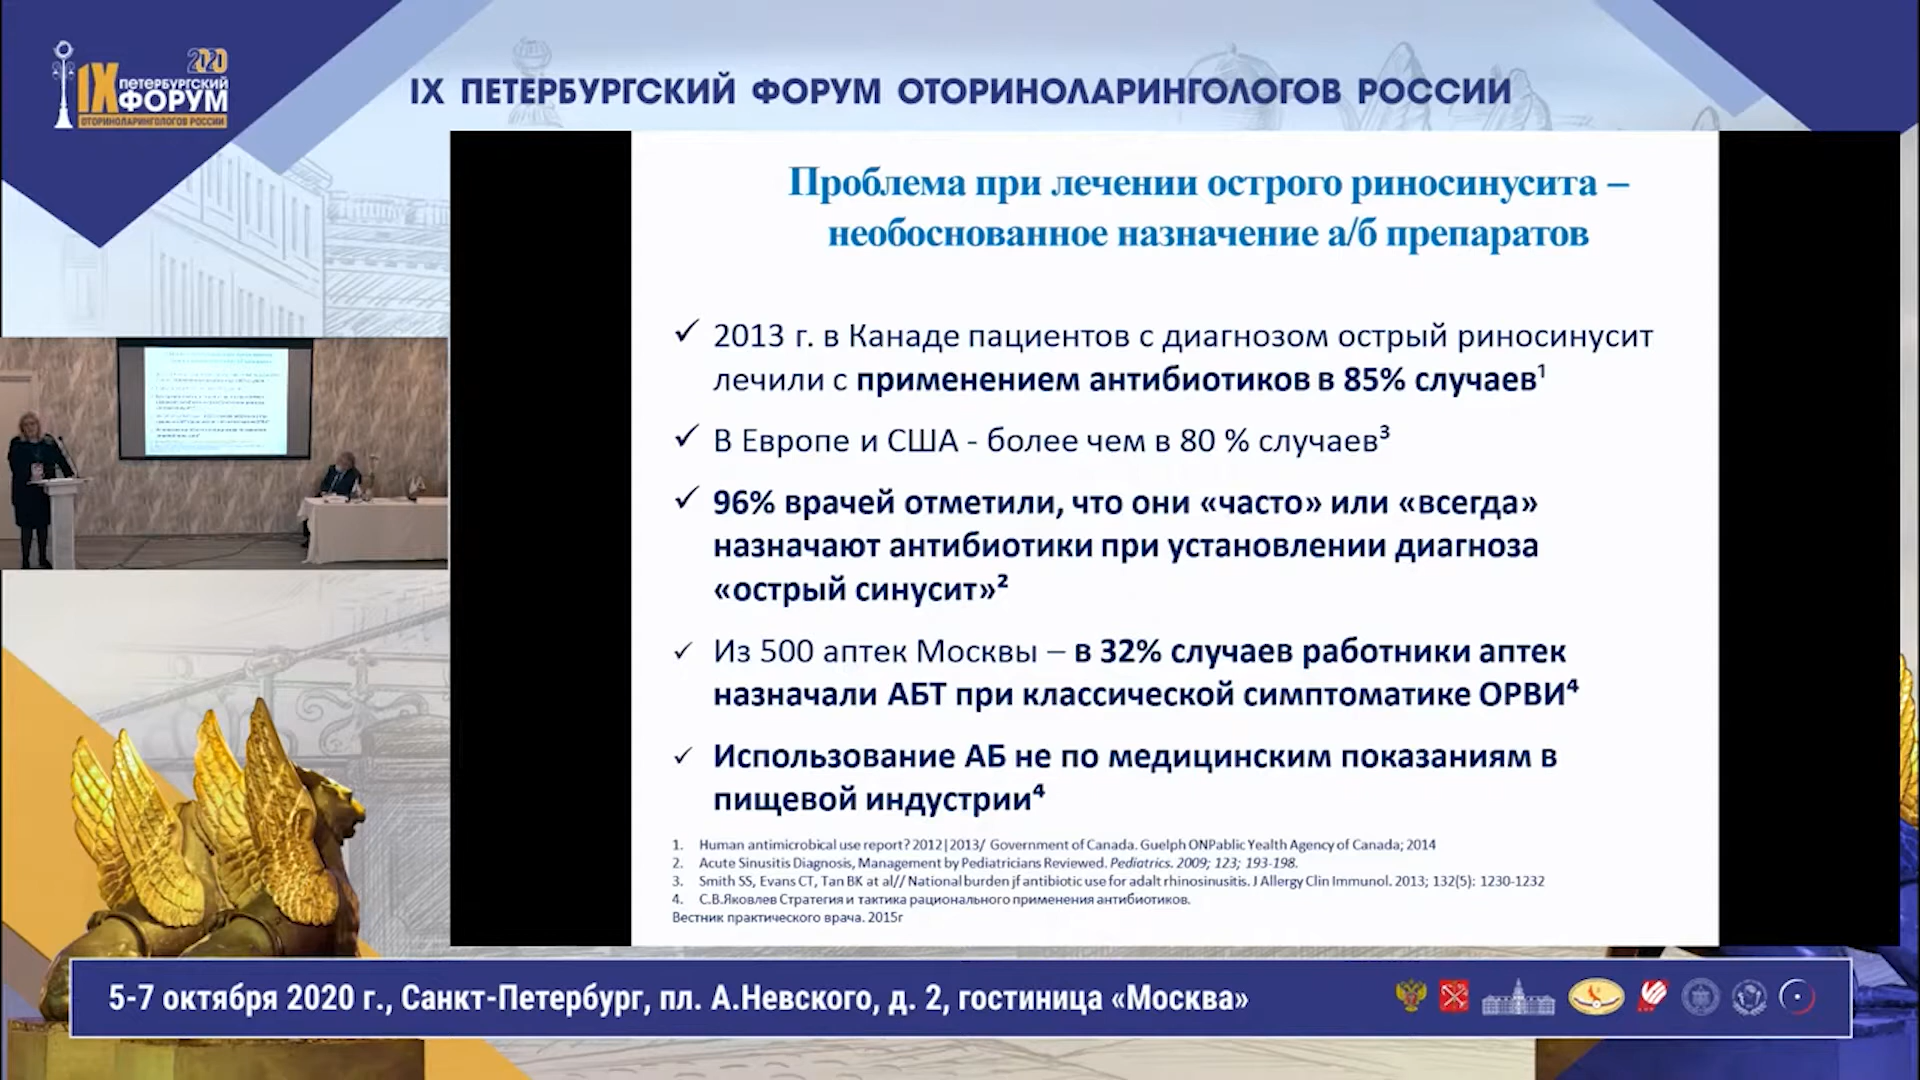 2020
IX ПЕТЕРБУРГСКИЙ
ФОРУМ
ОТОРИНОЛАРИНГОЛОГОВ РОССИИ
IX ПЕТЕРБУРГСКИЙ ФОРУМ ОТОРИНОЛАРИНГОЛОГОВ РОССИИ
Проблема при лечении острого риносинусита –
необоснованное назначение а/б препаратов
✓ 2013 г. в Канаде пациентов с диагнозом острый риносинусит
лечили с применением антибиотиков в 85% случаев¹
✓ В Европе и США - более чем в 80 % случаев³
✓ 96% врачей отметили, что они «часто» или «всегда»
назначают антибиотики при установлении диагноза
«острый синусит»²
✓ Из 500 аптек Москвы – в 32% случаев работники аптек
назначали АБТ при классической симптоматике ОРВИ⁴
✓ Использование АБ не по медицинским показаниям в
пищевой индустрии⁴
1. Human antimicrobical use report? 2012|2013/ Government of Canada. Guelph ONPablic Yealth Agency of Canada; 2014
2. Acute Sinusitis Diagnosis, Management by Pediatricians Reviewed. Pediatrics. 2009; 123; 193-198.
3. Smith SS, Evans CT, Tan BK at al// National burden jf antibiotic use for adalt rhinosinusitis. J Allergy Clin Immunol. 2013; 132(5): 1230-1232
4. С.В.Яковлев Стратегия и тактика рационального применения антибиотиков.
Вестник практического врача. 2015г
5-7 октября 2020 г., Санкт-Петербург, пл. А.Невского, д. 2, гостиница «Москва»